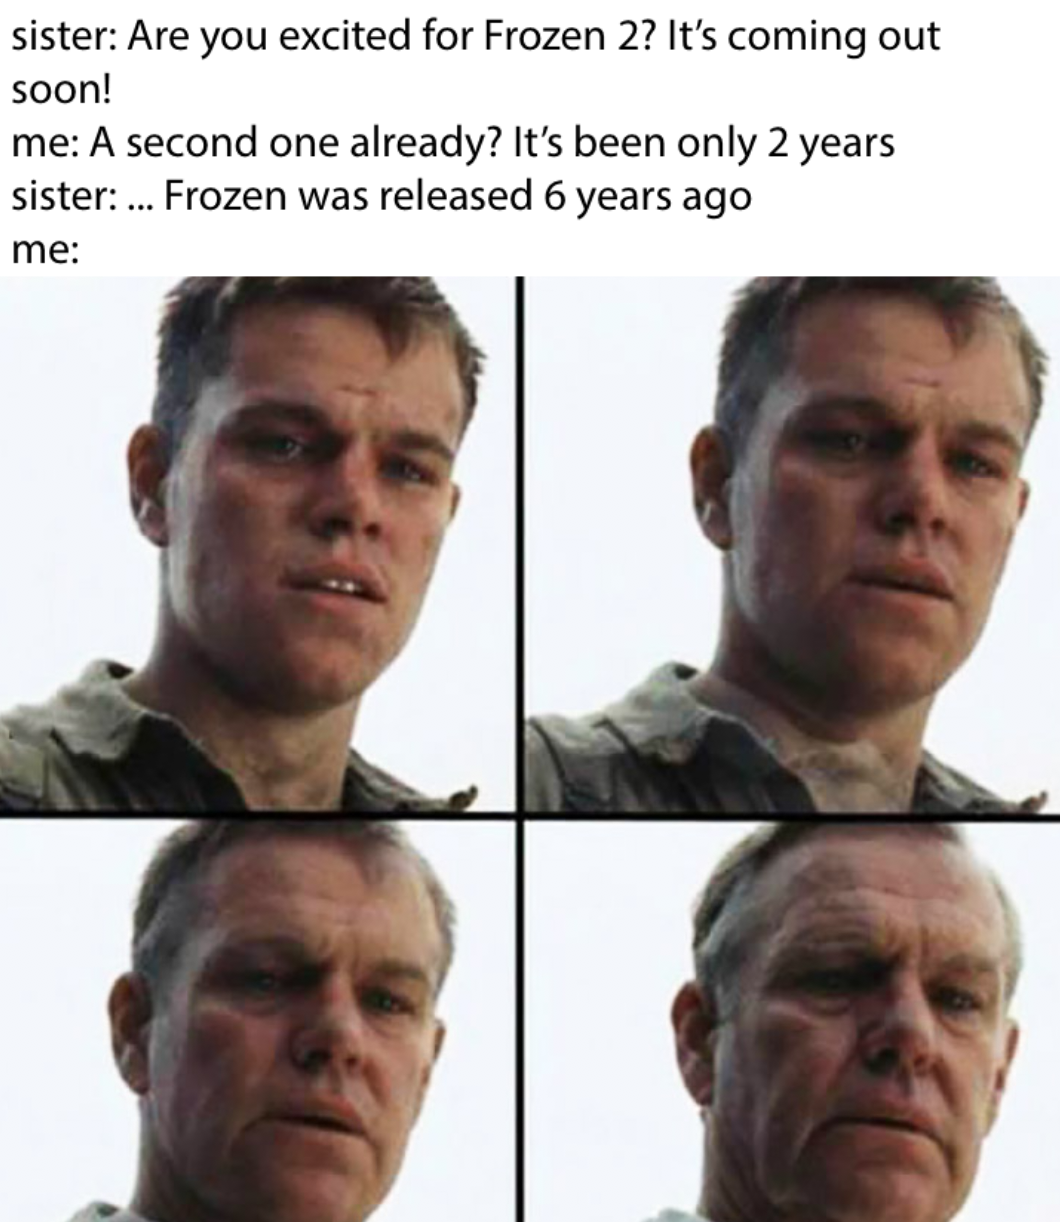 sister: Are you excited for Frozen 2? It’s coming out
soon!
me: A second one already? It’s been only 2 years
sister: ... Frozen was released 6 years ago
me: